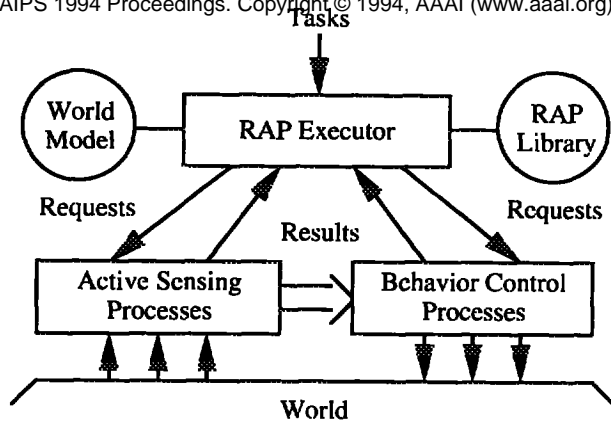 AIPS 1994 Proceedings. Copyright © 1994, AAAI (www.aaai.org)
Tasks
World
Model
RAP Executor
RAP
Library
Requests
Results
Requests
Active Sensing
Processes
Behavior Control
Processes
World